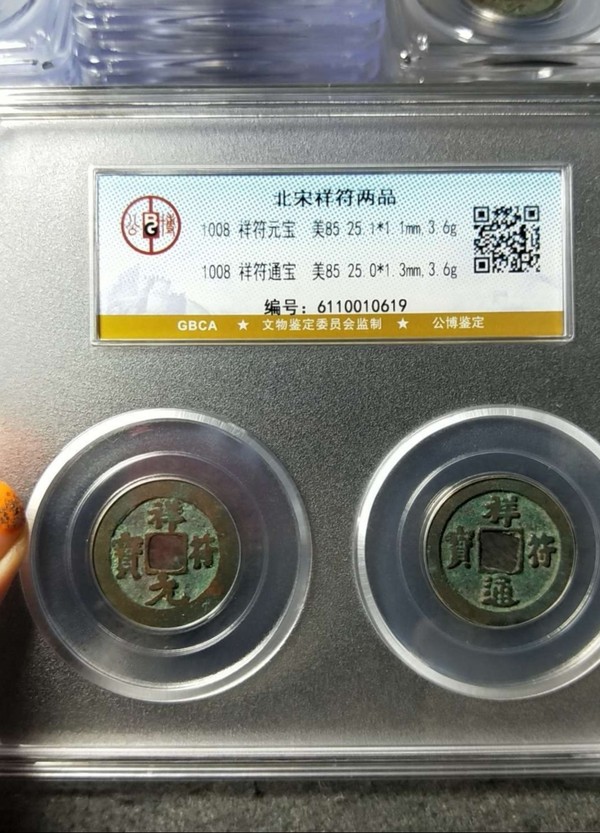 公 博
北宋祥符两品
1008 祥符元宝 美85 25.1*1.1mm,3.6g
1008 祥符通宝 美85 25.0*1.3mm,3.6g
编号：6110010619
GBCA ★ 文物鉴定委员会监制 ★ 公博鉴定
祥符元寶
祥符通寶